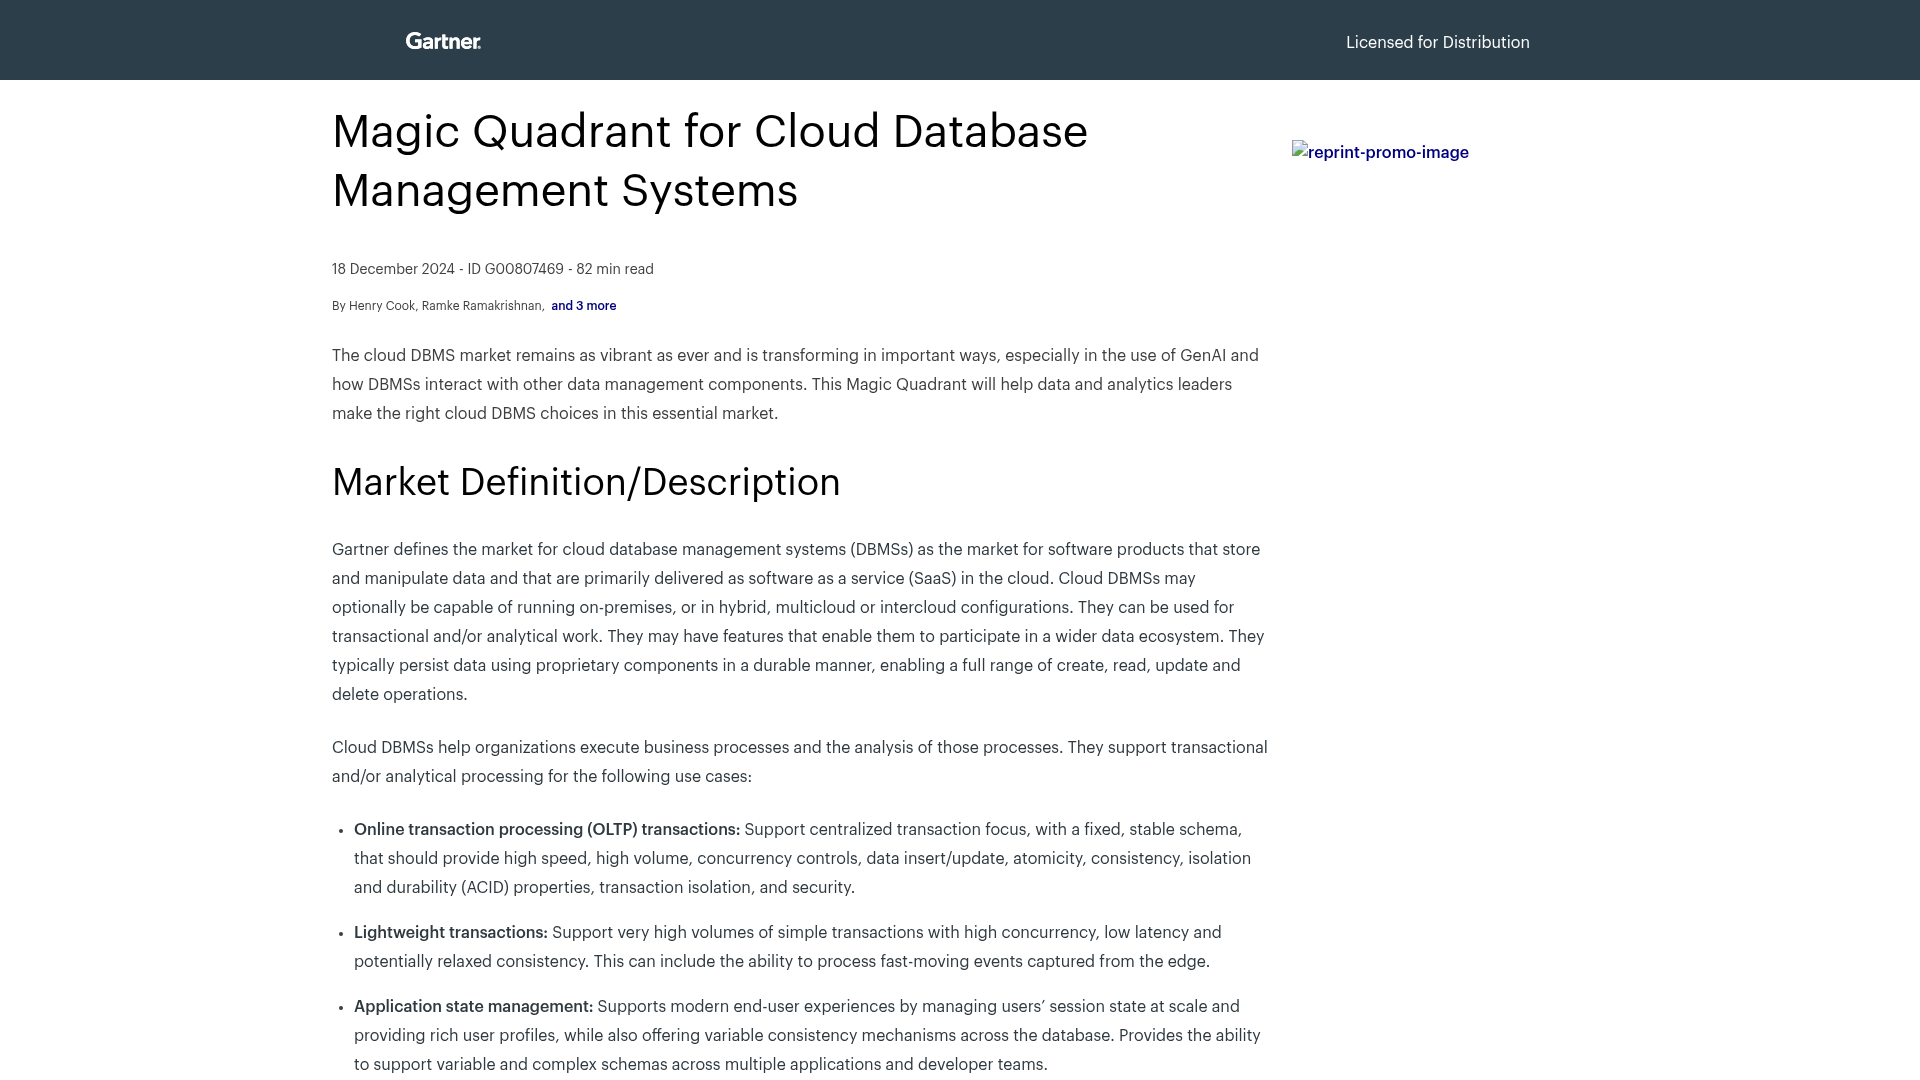 Gartner
Licensed for Distribution
Magic Quadrant for Cloud Database
Management Systems
reprint-promo-image
18 December 2024 - ID G00807469 - 82 min read
By Henry Cook, Ramke Ramakrishnan, and 3 more
The cloud DBMS market remains as vibrant as ever and is transforming in important ways, especially in the use of GenAI and
how DBMSs interact with other data management components. This Magic Quadrant will help data and analytics leaders
make the right cloud DBMS choices in this essential market.
Market Definition/Description
Gartner defines the market for cloud database management systems (DBMSs) as the market for software products that store
and manipulate data and that are primarily delivered as software as a service (SaaS) in the cloud. Cloud DBMSs may
optionally be capable of running on-premises, or in hybrid, multicloud or intercloud configurations. They can be used for
transactional and/or analytical work. They may have features that enable them to participate in a wider data ecosystem. They
typically persist data using proprietary components in a durable manner, enabling a full range of create, read, update and
delete operations.
Cloud DBMSs help organizations execute business processes and the analysis of those processes. They support transactional
and/or analytical processing for the following use cases:
• Online transaction processing (OLTP) transactions: Support centralized transaction focus, with a fixed, stable schema,
that should provide high speed, high volume, concurrency controls, data insert/update, atomicity, consistency, isolation
and durability (ACID) properties, transaction isolation, and security.
• Lightweight transactions: Support very high volumes of simple transactions with high concurrency, low latency and
potentially relaxed consistency. This can include the ability to process fast-moving events captured from the edge.
• Application state management: Supports modern end-user experiences by managing users’ session state at scale and
providing rich user profiles, while also offering variable consistency mechanisms across the database. Provides the ability
to support variable and complex schemas across multiple applications and developer teams.